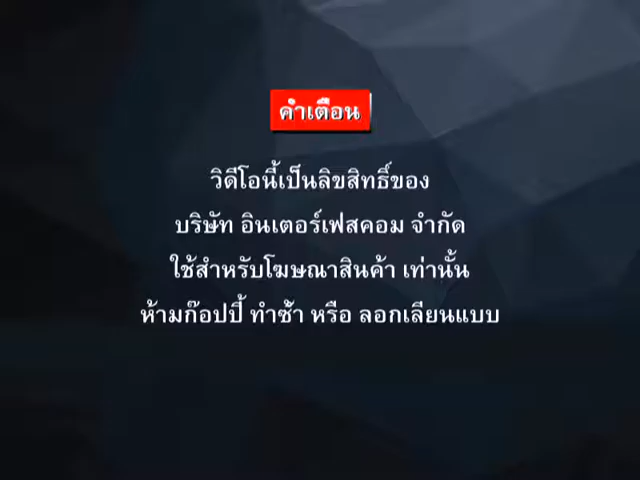 คำเตือน
วิดีโอนี้เป็นลิขสิทธิ์ของ
บริษัท อินเตอร์เฟสคอม จำกัด
ใช้สำหรับโฆษณาสินค้า เท่านั้น
ห้ามก๊อปปี้ ทำซ้ำ หรือ ลอกเลียนแบบ